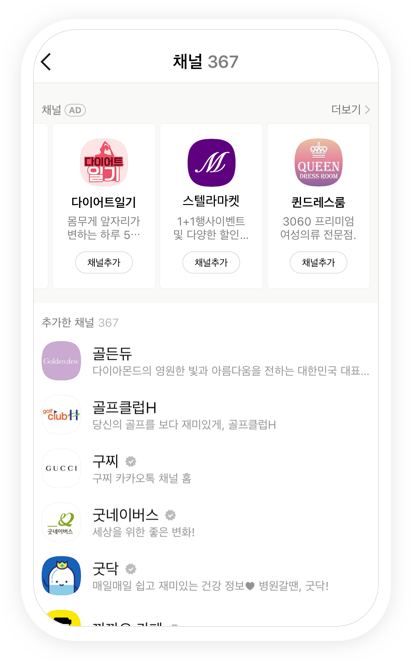 채널 367
채널 AD
더보기 >
다이어트
일기
다이어트일기
몸무게 앞자리가
변하는 하루 5…
채널추가
M
스텔라마켓
1+1행사이벤트
및 다양한 할인…
채널추가
QUEEN
DRESS ROOM
퀸드레스룸
3060 프리미엄
여성의류 전문점.
채널추가
추가한 채널 367
Goldendew
골든듀
다이아몬드의 영원한 빛과 아름다움을 전하는 대한민국 대표...
golf
club H
골프클럽H
당신의 골프를 보다 재미있게, 골프클럽H
GUCCI
구찌
구찌 카카오톡 채널 홈
굿네이버스
굿네이버스
세상을 위한 좋은 변화!
굿닥
매일매일 쉽고 재미있는 건강 정보♥ 병원갈땐, 굿닥!